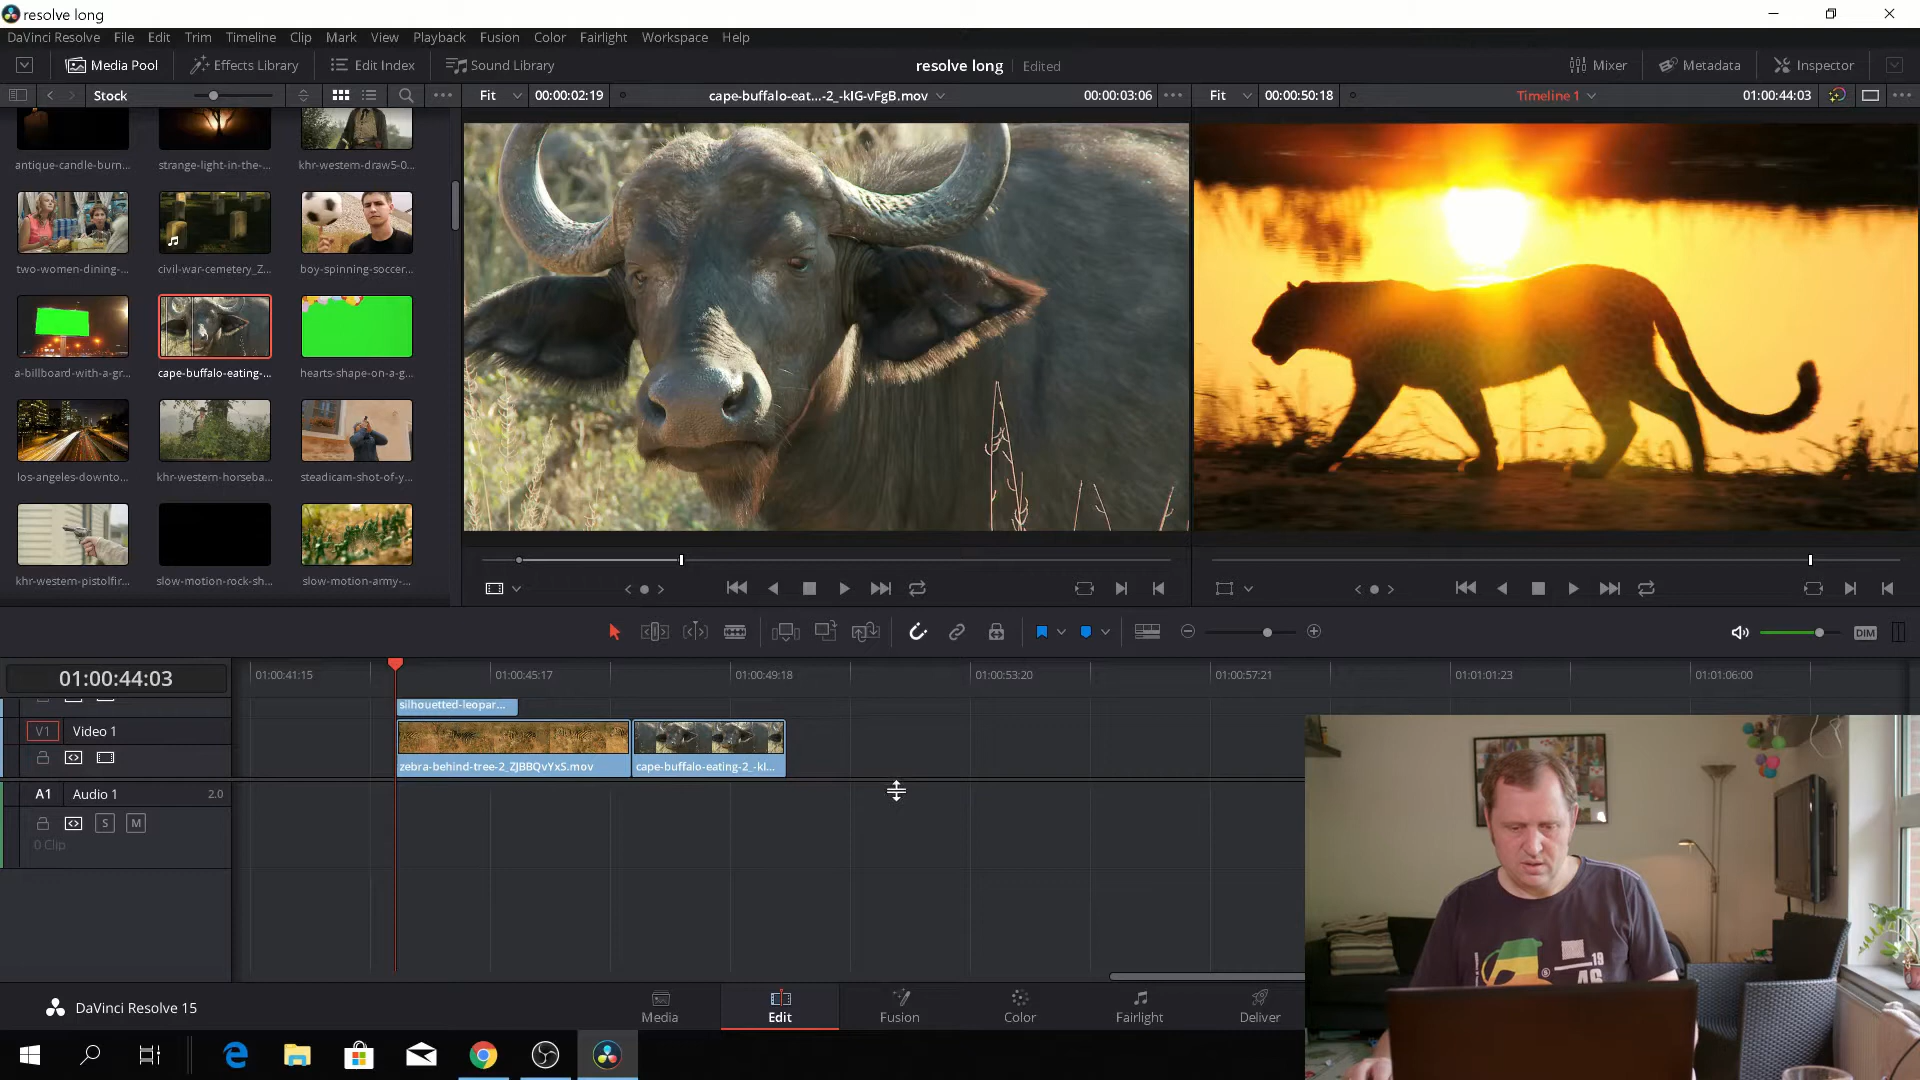 resolve long
DaVinci Resolve File Edit Trim Timeline Clip Mark View Playback Fusion Color Fairlight Workspace Help
Media Pool Effects Library Edit Index Sound Library resolve long Edited Mixer Metadata Inspector
Stock Fit 00:00:02:19 cape-buffalo-eat...-2_-kIG-vFgB.mov 00:00:03:06 Fit 00:00:50:18 Timeline 1 01:00:44:03
antique-candle-burn... strange-light-in-the-... khr-western-draw5-0...
two-women-dining-... civil-war-cemetery_Z... boy-spinning-soccer...
a-billboard-with-a-gr... cape-buffalo-eating-... hearts-shape-on-a-g...
los-angeles-downto... khr-western-horseba... steadicam-shot-of-y...
khr-western-pistolfir... slow-motion-rock-sh... slow-motion-army-...
DIM
01:00:44:03 01:00:41:15 01:00:45:17 01:00:49:18 01:00:53:20 01:00:57:21 01:01:01:23 01:01:06:00
silhouetted-leopar...
V1 Video 1
zebra-behind-tree-2_ZJBBQvYxS.mov cape-buffalo-eating-2_-kI...
A1 Audio 1 2.0
S M
0 Clip
19
AS
DaVinci Resolve 15 Media Edit Fusion Color Fairlight Deliver